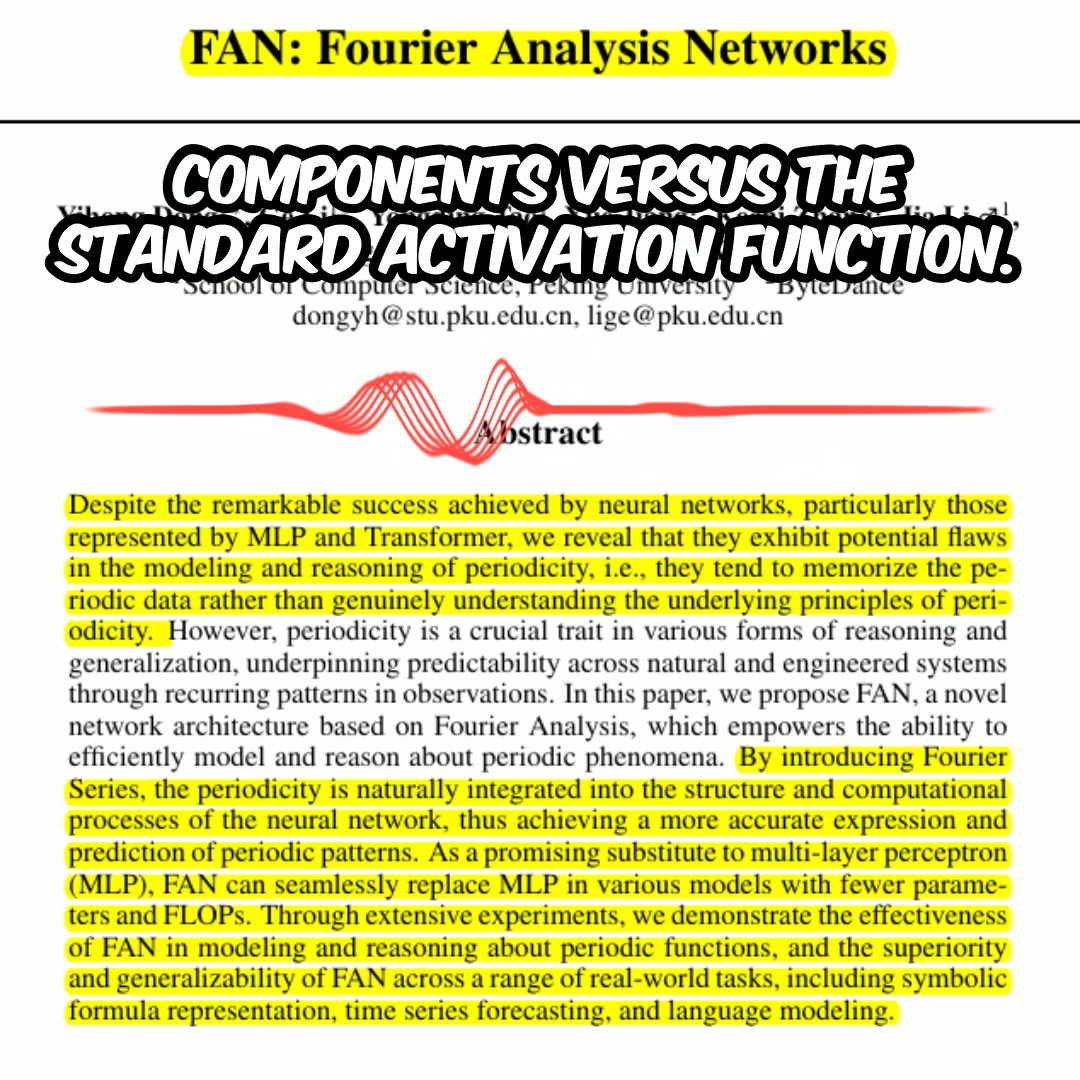 FAN: Fourier Analysis Networks
COMPONENTS VERSUS THE
STANDARD ACTIVATION FUNCTION.
School of Computer Science, Peking University ByteDance
dongyh@stu.pku.edu.cn, lige@pku.edu.cn
Abstract
Despite the remarkable success achieved by neural networks, particularly those
represented by MLP and Transformer, we reveal that they exhibit potential flaws
in the modeling and reasoning of periodicity, i.e., they tend to memorize the pe-
riodic data rather than genuinely understanding the underlying principles of peri-
odicity. However, periodicity is a crucial trait in various forms of reasoning and
generalization, underpinning predictability across natural and engineered systems
through recurring patterns in observations. In this paper, we propose FAN, a novel
network architecture based on Fourier Analysis, which empowers the ability to
efficiently model and reason about periodic phenomena. By introducing Fourier
Series, the periodicity is naturally integrated into the structure and computational
processes of the neural network, thus achieving a more accurate expression and
prediction of periodic patterns. As a promising substitute to multi-layer perceptron
(MLP), FAN can seamlessly replace MLP in various models with fewer parame-
ters and FLOPs. Through extensive experiments, we demonstrate the effectiveness
of FAN in modeling and reasoning about periodic functions, and the superiority
and generalizability of FAN across a range of real-world tasks, including symbolic
formula representation, time series forecasting, and language modeling.